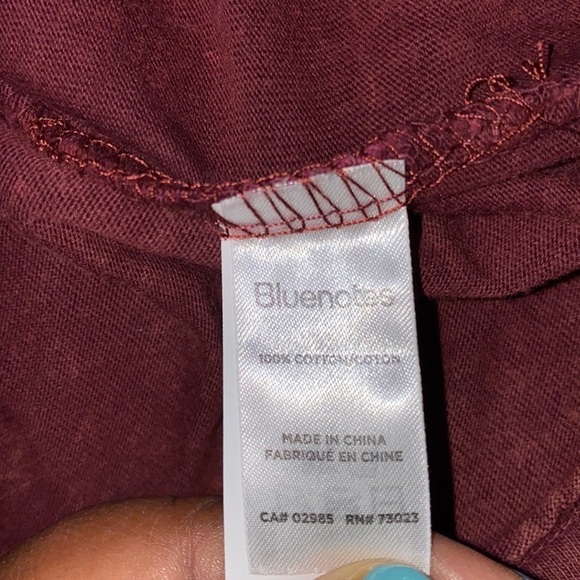 Bluenotes
100% COTTON/COTON
MADE IN CHINA
FABRIQUÉ EN CHINE
CA# 02985 RN# 73023